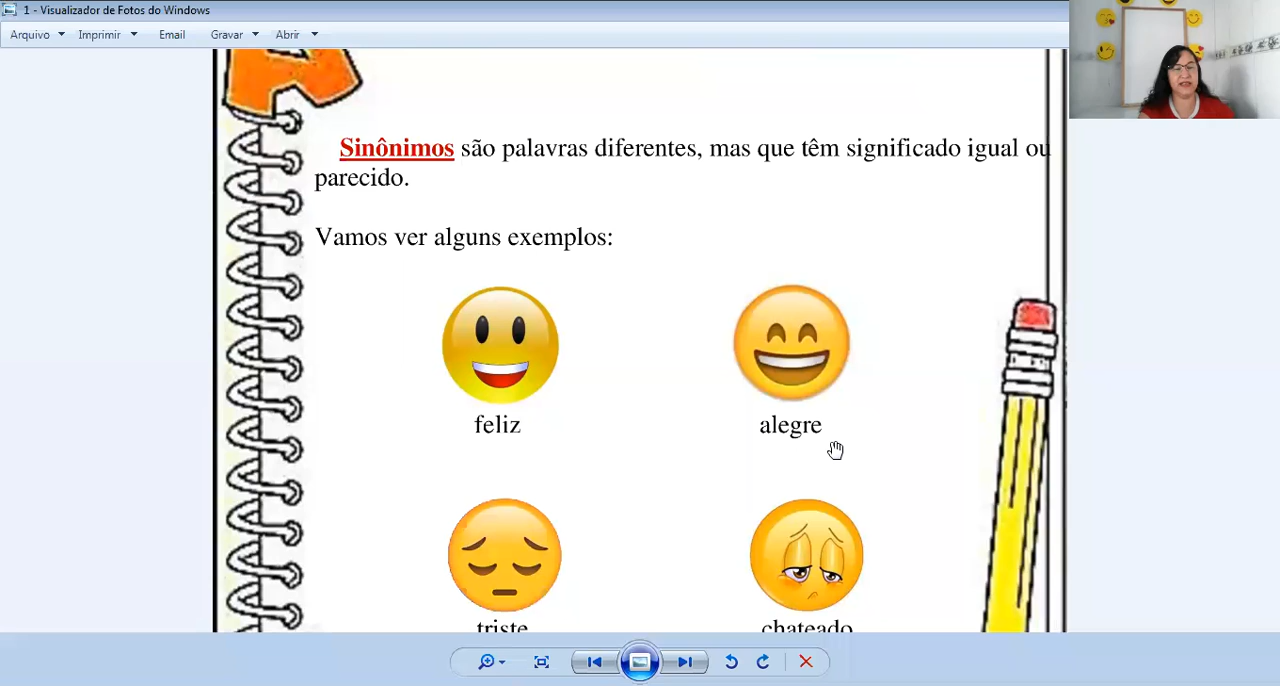 1 - Visualizador de Fotos do Windows
Arquivo Imprimir Email Gravar Abrir
Sinônimos são palavras diferentes, mas que têm significado igual ou
parecido.
Vamos ver alguns exemplos:
feliz alegre
triste chateado